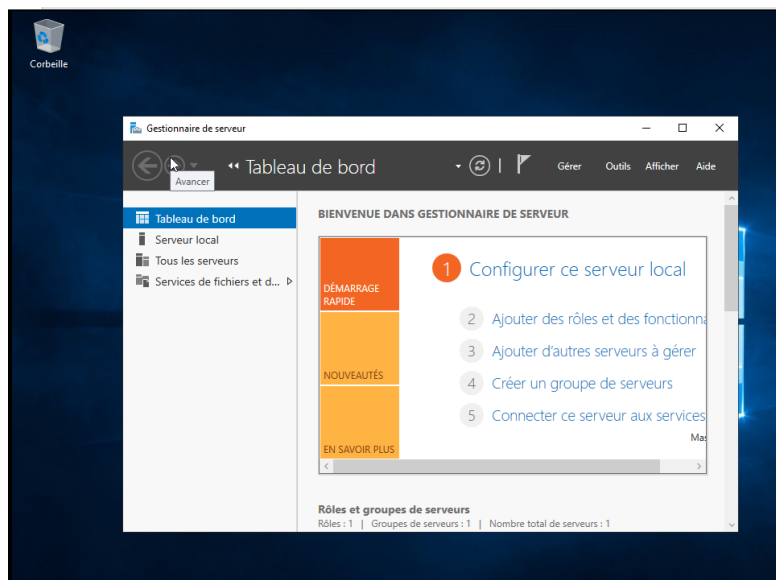 Corbeille
Gestionnaire de serveur
Tableau de bord
Gérer Outils Afficher Aide
Avancer
Tableau de bord
Serveur local
Tous les serveurs
Services de fichiers et d...
BIENVENUE DANS GESTIONNAIRE DE SERVEUR
DÉMARRAGE
RAPIDE
NOUVEAUTÉS
EN SAVOIR PLUS
1 Configurer ce serveur local
2 Ajouter des rôles et des fonctionna
3 Ajouter d'autres serveurs à gérer
4 Créer un groupe de serveurs
5 Connecter ce serveur aux services
Mas
Rôles et groupes de serveurs
Rôles : 1 | Groupes de serveurs : 1 | Nombre total de serveurs : 1